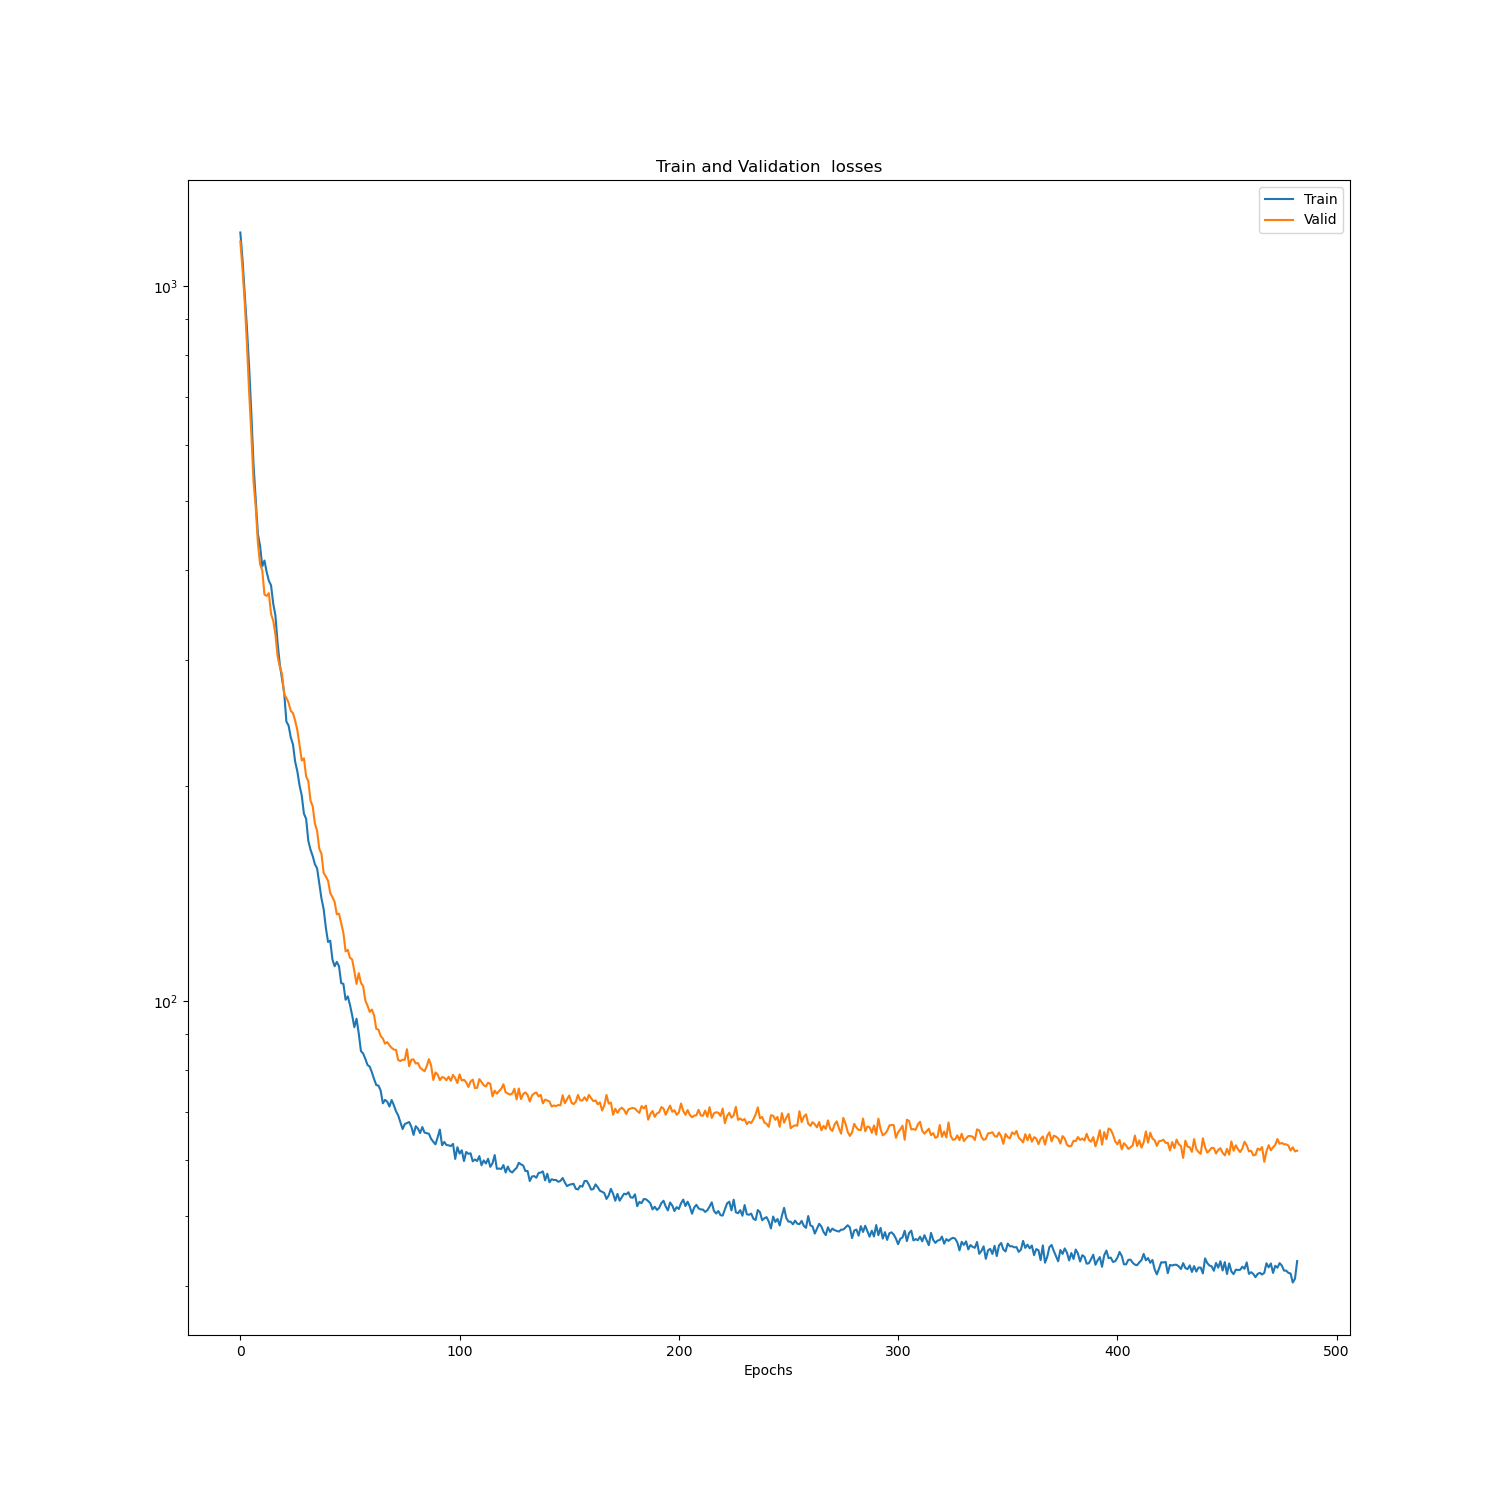 Train and Validation  losses
Train
Valid
10³
10²
0 100 200 300 400 500
Epochs